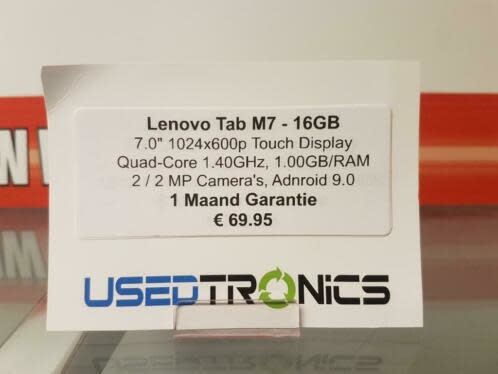 Lenovo Tab M7 - 16GB
7.0" 1024x600p Touch Display
Quad-Core 1.40GHz, 1.00GB/RAM
2 / 2 MP Camera's, Adnroid 9.0
1 Maand Garantie
€ 69.95
USEDTRONiCS